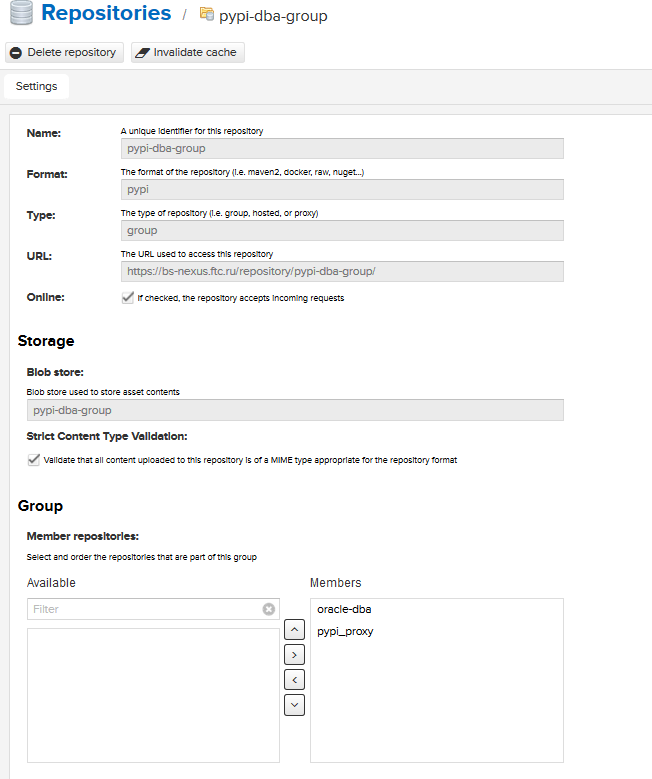 Repositories / pypi-dba-group
Delete repository Invalidate cache
Settings
Name: A unique identifier for this repository
pypi-dba-group
Format: The format of the repository (i.e. maven2, docker, raw, nuget...)
pypi
Type: The type of repository (i.e. group, hosted, or proxy)
group
URL: The URL used to access this repository
https://bs-nexus.ftc.ru/repository/pypi-dba-group/
Online: If checked, the repository accepts incoming requests
Storage
Blob store:
Blob store used to store asset contents
pypi-dba-group
Strict Content Type Validation:
Validate that all content uploaded to this repository is of a MIME type appropriate for the repository format
Group
Member repositories:
Select and order the repositories that are part of this group
Available Members
Filter oracle-dba
pypi_proxy